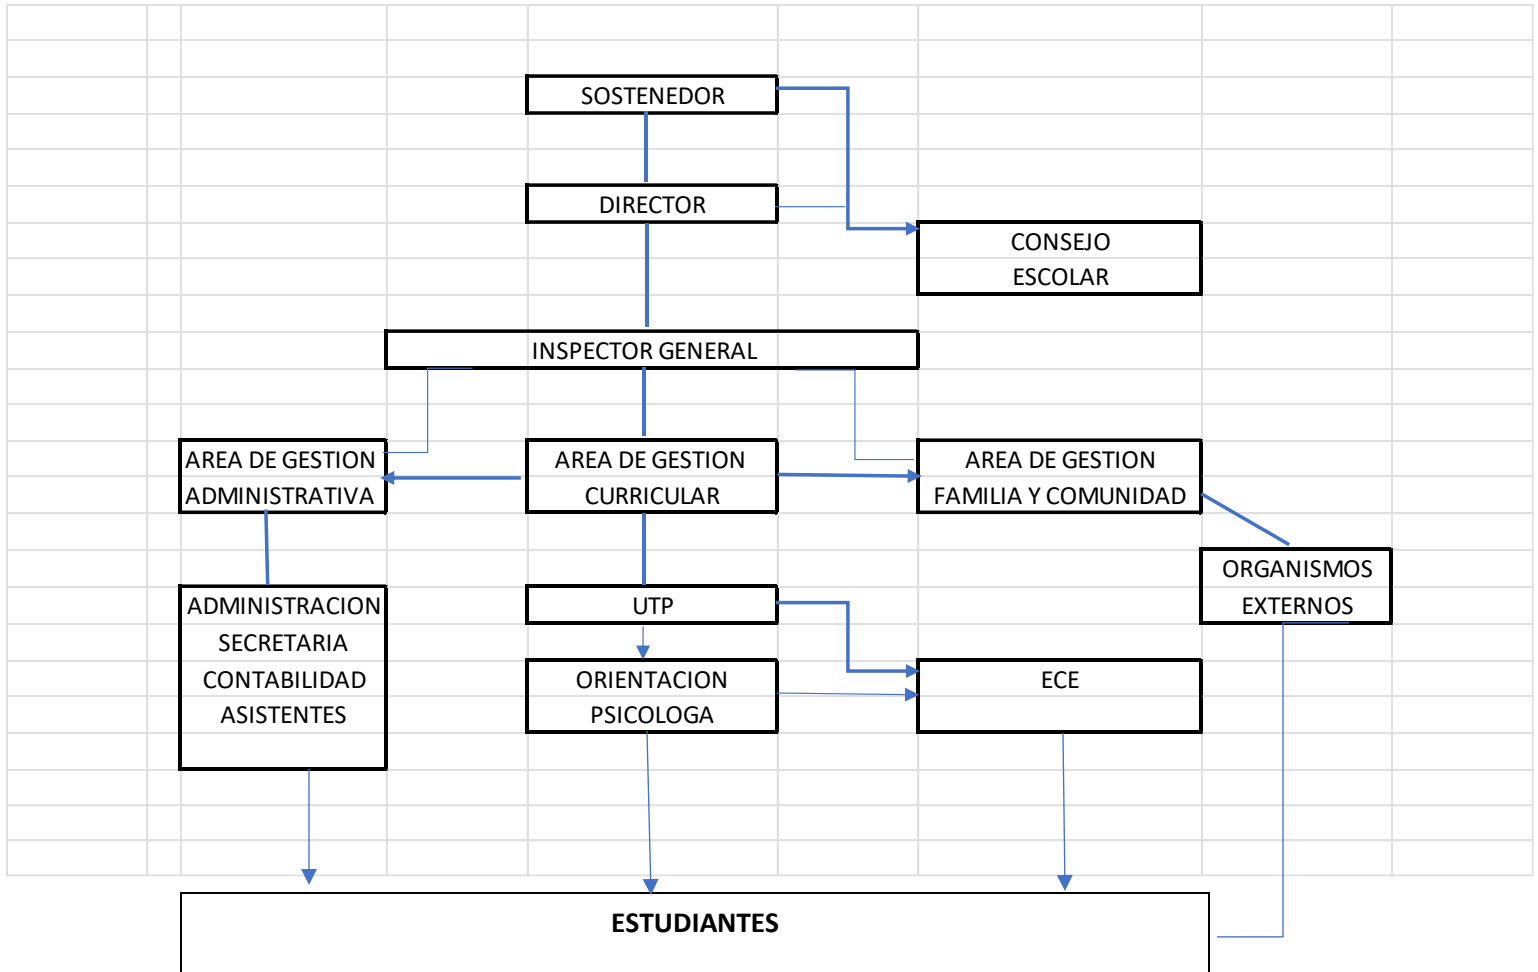 SOSTENEDOR
DIRECTOR
CONSEJO
ESCOLAR
INSPECTOR GENERAL
AREA DE GESTION
ADMINISTRATIVA
AREA DE GESTION
CURRICULAR
AREA DE GESTION
FAMILIA Y COMUNIDAD
ORGANISMOS
EXTERNOS
ADMINISTRACION
SECRETARIA
CONTABILIDAD
ASISTENTES
UTP
ORIENTACION
PSICOLOGA
ECE
ESTUDIANTES